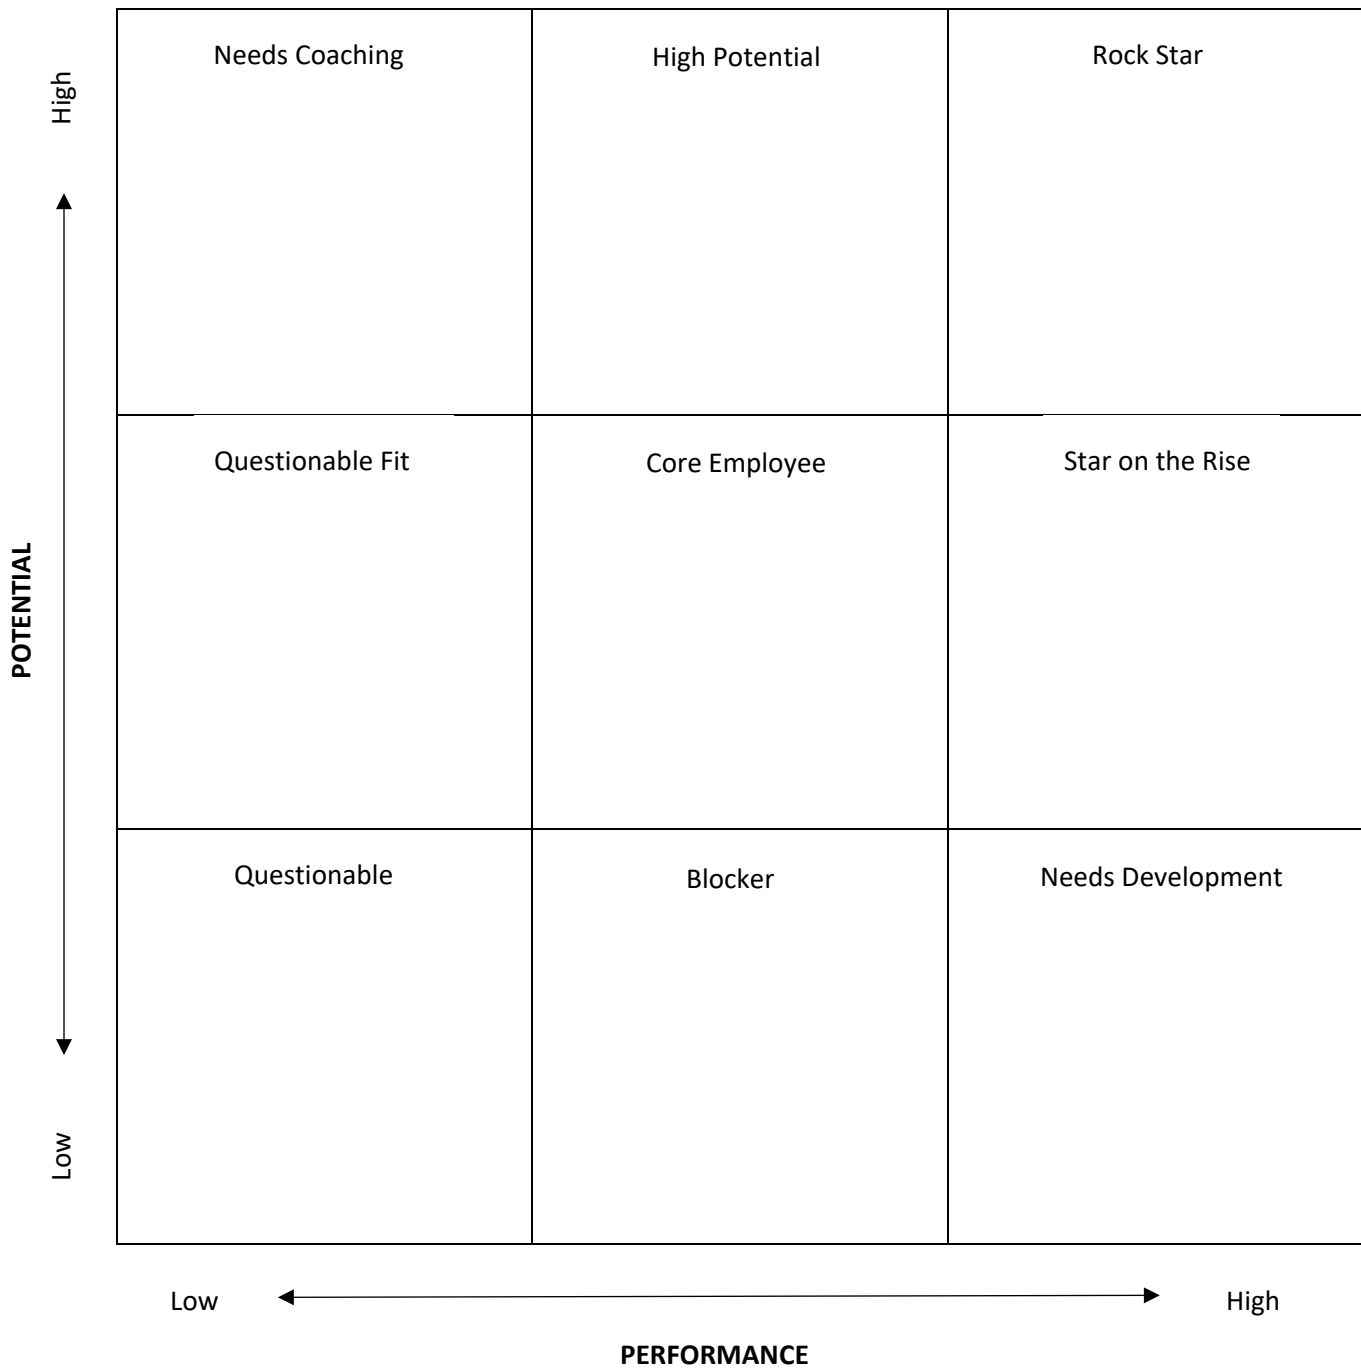 High
Needs Coaching
High Potential
Rock Star
Questionable Fit
Core Employee
Star on the Rise
POTENTIAL
Questionable
Blocker
Needs Development
Low
Low
High
PERFORMANCE